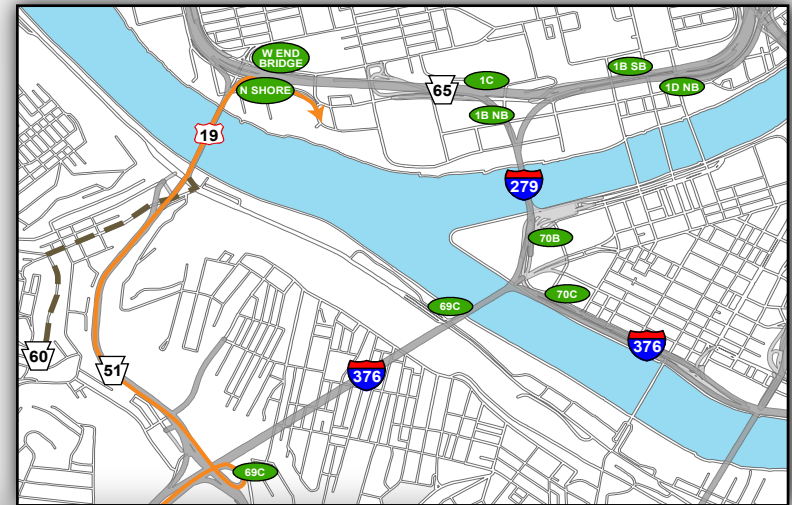 W END
BRIDGE
N SHORE
1C
1B SB
65
1D NB
1B NB
19
279
70B
70C
69C
376
60
51
376
69C